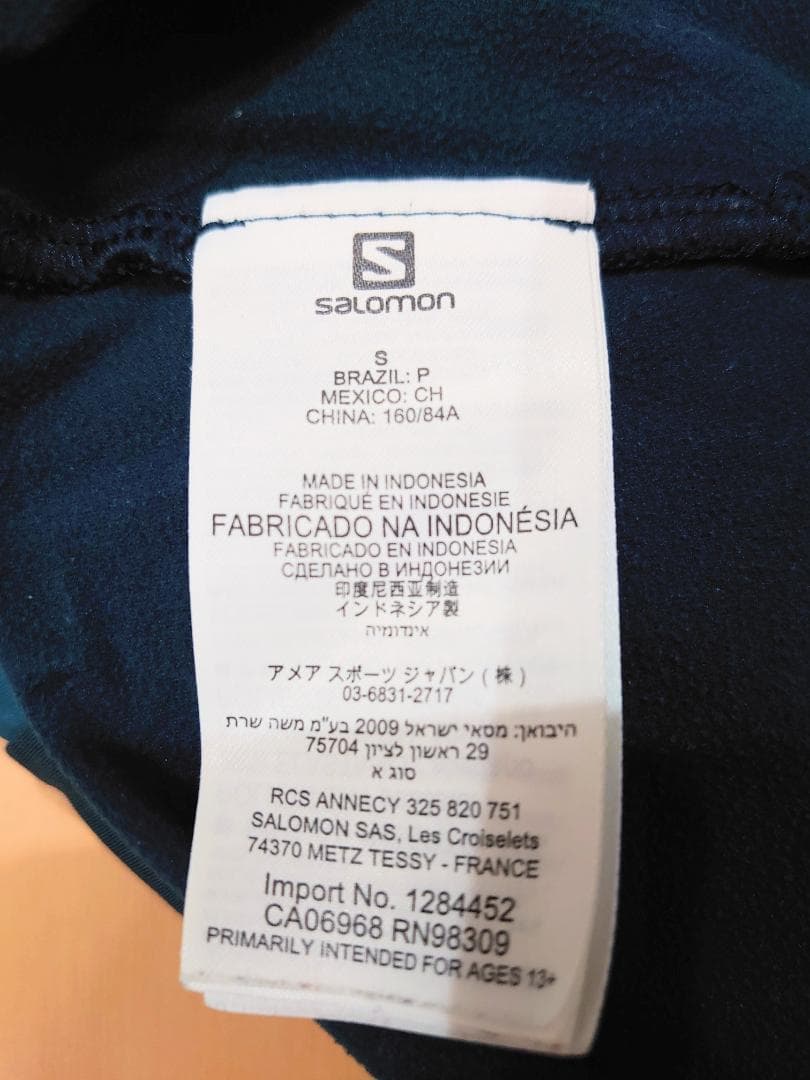 S
SALOMON
S
BRAZIL: P
MEXICO: CH
CHINA: 160/84A
MADE IN INDONESIA
FABRIQUÉ EN INDONESIE
FABRICADO NA INDONÉSIA
FABRICADO EN INDONESIA
СДЕЛАНО В ИНДОНЕЗИИ
印度尼西亚制造
インドネシア製
אינדומיה
アメア スポーツ ジャパン ( 株 )
03-6831-2717
היבואן: מסאי ישראל 2009 בע"מ משה שרת
29 ראשון לציון 75704
סוג א
RCS ANNECY 325 820 751
SALOMON SAS, Les Croiselets
74370 METZ TESSY - FRANCE
Import No. 1284452
CA06968 RN98309
PRIMARILY INTENDED FOR AGES 13+